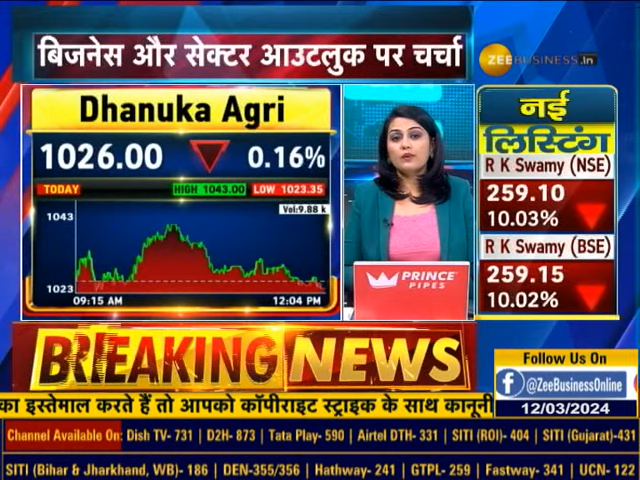 बिजनेस और सेक्टर आउटलुक पर चर्चा
ZEEBUSINESS.in
Dhanuka Agri
1026.00 0.16%
TODAY HIGH 1043.00 LOW 1023.35
Vol:9.88 k
1043
1023
09:15 AM 12:04 PM
PRINCE
PIPES
नई
लिस्टिंग
R K Swamy (NSE)
259.10
10.03%
R K Swamy (BSE)
259.15
10.02%
BREAKING NEWS
Follow Us On
@ZeeBusinessOnline
12/03/2024
का इस्तेमाल करते हैं तो आपको कॉपीराइट स्ट्राइक के साथ कानूनी
Channel Available On: Dish TV- 731 | D2H- 873 | Tata Play- 590 | Airtel DTH- 331 | SITI (ROI)- 404 | SITI (Gujarat)-431
SITI (Bihar & Jharkhand, WB)- 186 | DEN-355/356 | Hathway- 241 | GTPL- 259 | Fastway- 341 | UCN- 122